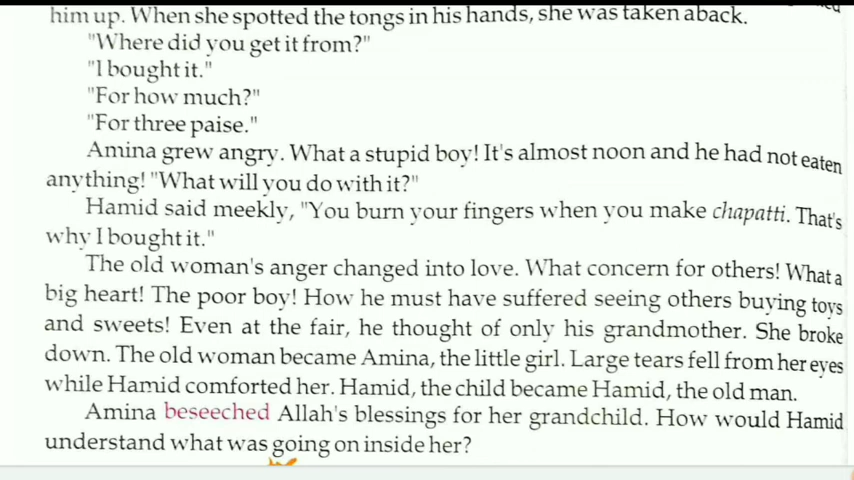 him up. When she spotted the tongs in his hands, she was taken aback.
"Where did you get it from?"
"I bought it."
"For how much?"
"For three paise."
Amina grew angry. What a stupid boy! It's almost noon and he had not eaten
anything! "What will you do with it?"
Hamid said meekly, "You burn your fingers when you make chapatti. That's
why I bought it."
The old woman's anger changed into love. What concern for others! What a
big heart! The poor boy! How he must have suffered seeing others buying toys
and sweets! Even at the fair, he thought of only his grandmother. She broke
down. The old woman became Amina, the little girl. Large tears fell from her eyes
while Hamid comforted her. Hamid, the child became Hamid, the old man.
Amina beseeched Allah's blessings for her grandchild. How would Hamid
understand what was going on inside her?